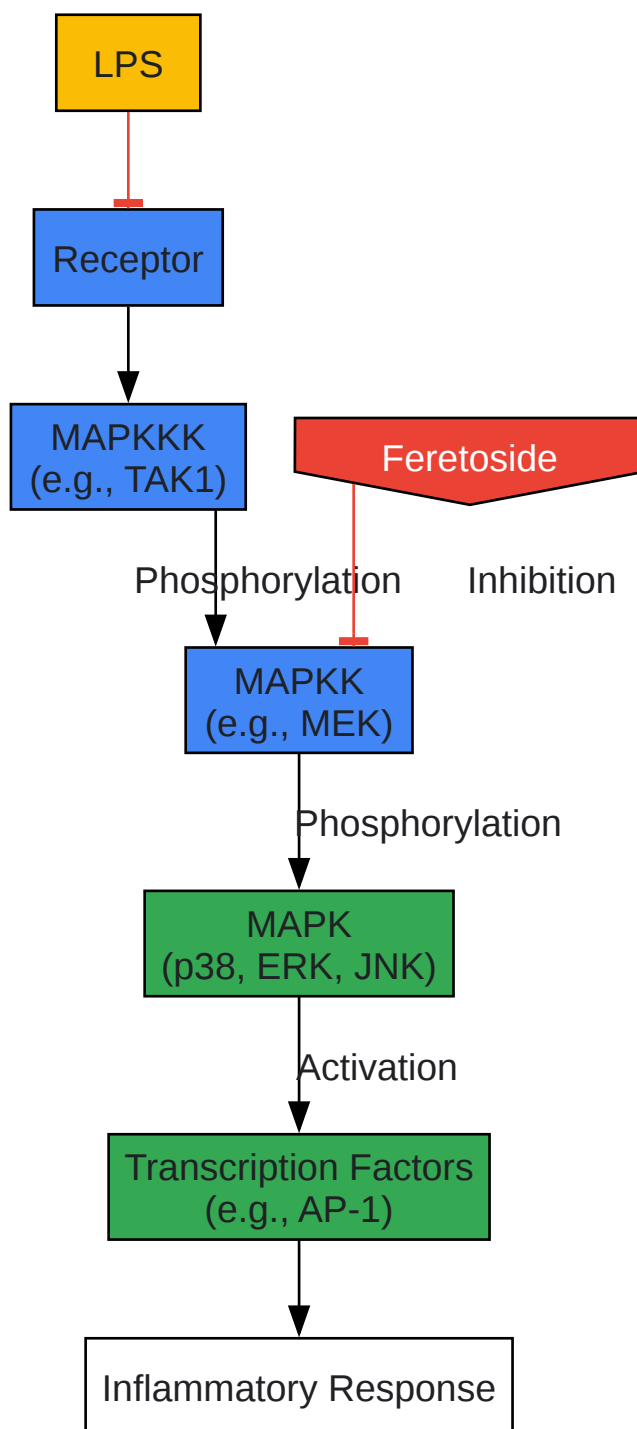 LPS
Receptor
MAPKKK
(e.g., TAK1)
Feretoside
Phosphorylation
Inhibition
MAPKK
(e.g., MEK)
Phosphorylation
MAPK
(p38, ERK, JNK)
Activation
Transcription Factors
(e.g., AP-1)
Inflammatory Response